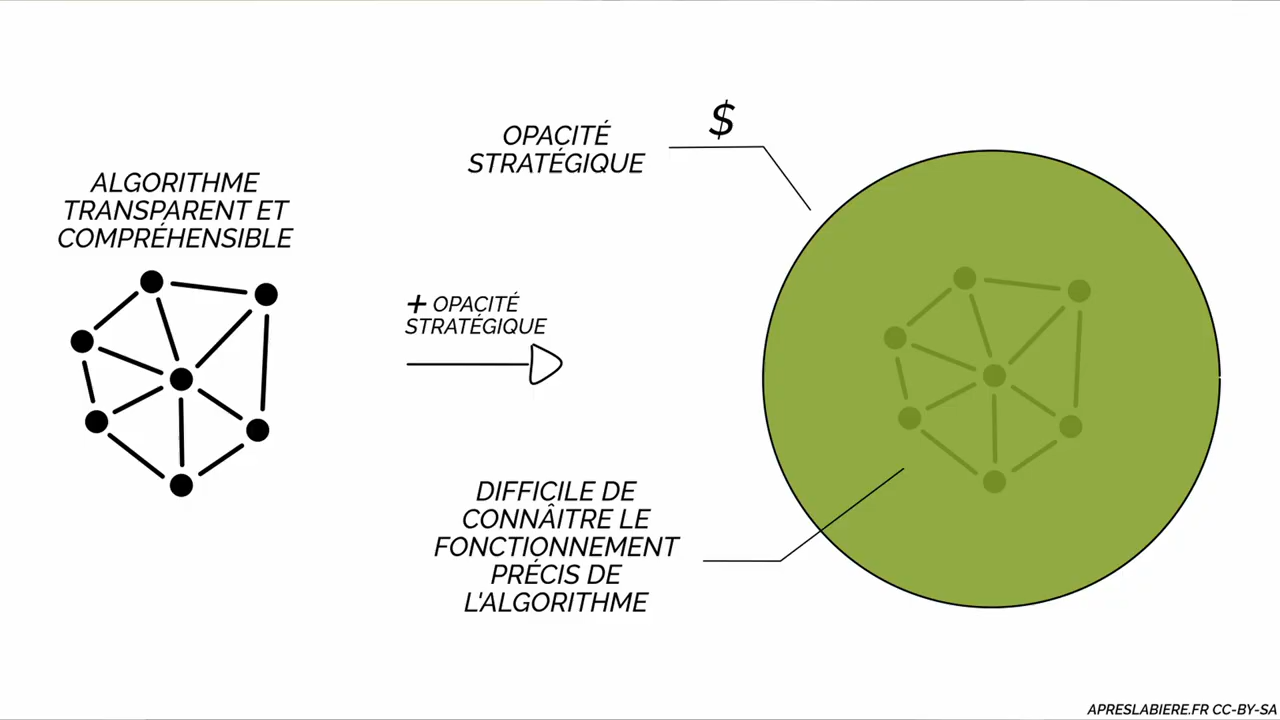 ALGORITHME
TRANSPARENT ET
COMPRÉHENSIBLE
+ OPACITÉ
STRATÉGIQUE
OPACITÉ
STRATÉGIQUE
$
DIFFICILE DE
CONNÂITRE LE
FONCTIONNEMENT
PRÉCIS DE
L'ALGORITHME
APRESLABIERE.FR CC-BY-SA